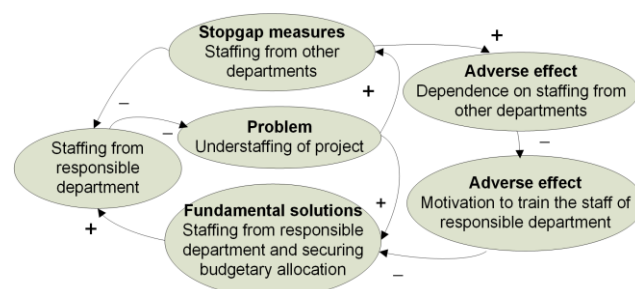 Stopgap measures
Staffing from other
departments
+
Adverse effect
Dependence on staffing from
other departments
+
–
Problem
Understaffing of project
–
Staffing from
responsible
department
–
Adverse effect
Motivation to train the staff of
responsible department
+
Fundamental solutions
Staffing from responsible
department and securing
budgetary allocation
+
–